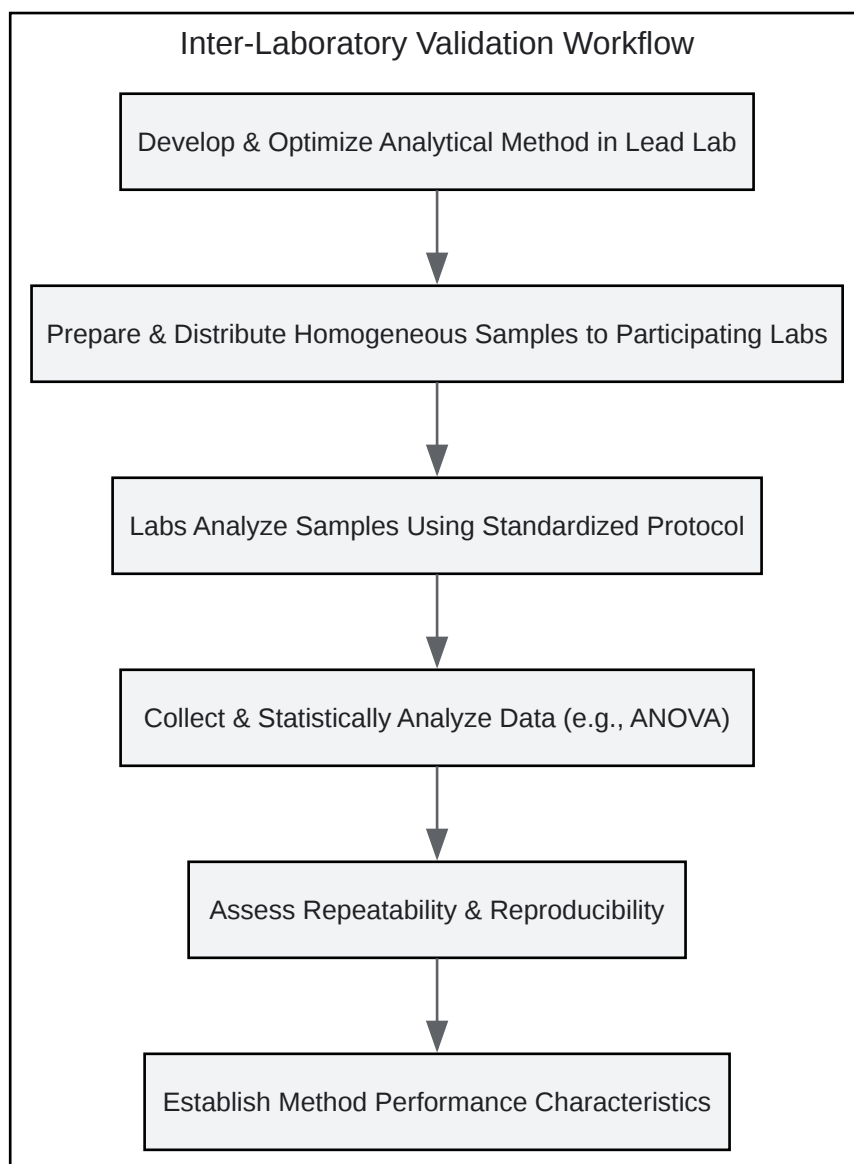 Inter-Laboratory Validation Workflow
Develop & Optimize Analytical Method in Lead Lab
Prepare & Distribute Homogeneous Samples to Participating Labs
Labs Analyze Samples Using Standardized Protocol
Collect & Statistically Analyze Data (e.g., ANOVA)
Assess Repeatability & Reproducibility
Establish Method Performance Characteristics